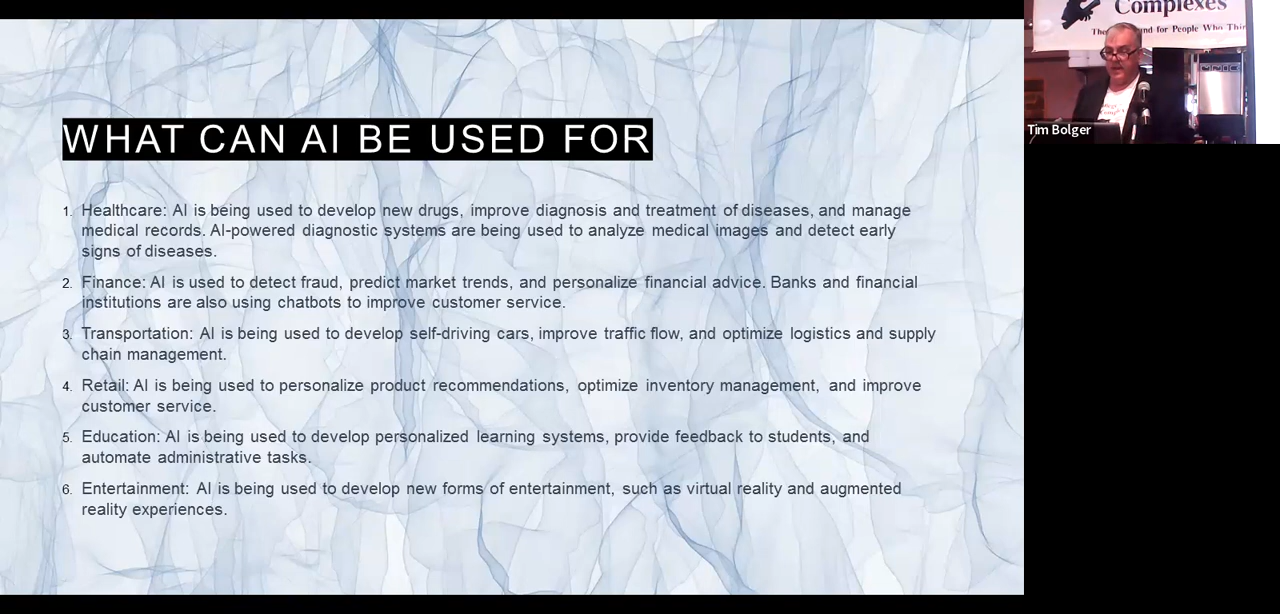 WHAT CAN AI BE USED FOR
1. Healthcare: AI is being used to develop new drugs, improve diagnosis and treatment of diseases, and manage
medical records. AI-powered diagnostic systems are being used to analyze medical images and detect early
signs of diseases.
2. Finance: AI is used to detect fraud, predict market trends, and personalize financial advice. Banks and financial
institutions are also using chatbots to improve customer service.
3. Transportation: AI is being used to develop self-driving cars, improve traffic flow, and optimize logistics and supply
chain management.
4. Retail: AI is being used to personalize product recommendations, optimize inventory management, and improve
customer service.
5. Education: AI is being used to develop personalized learning systems, provide feedback to students, and
automate administrative tasks.
6. Entertainment: AI is being used to develop new forms of entertainment, such as virtual reality and augmented
reality experiences.
Complexes
for People Who
Tim Bolger